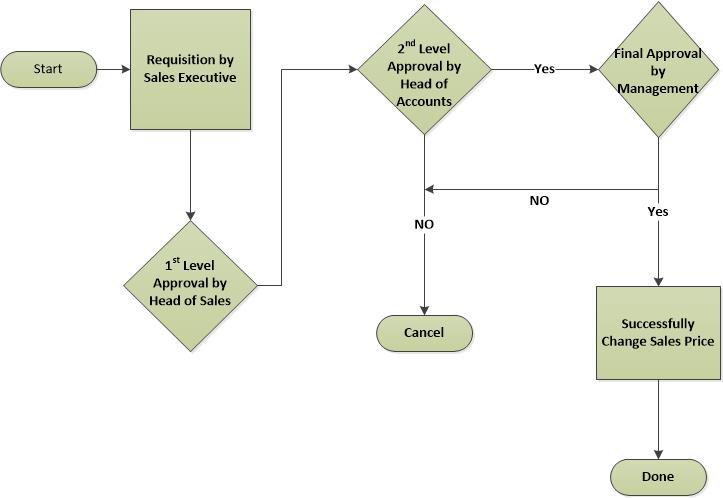 Start
Requisition by
Sales Executive
1st Level
Approval by
Head of Sales
2nd Level
Approval by
Head of
Accounts
Yes
Final Approval
by
Management
NO
NO
Yes
Cancel
Successfully
Change Sales Price
Done